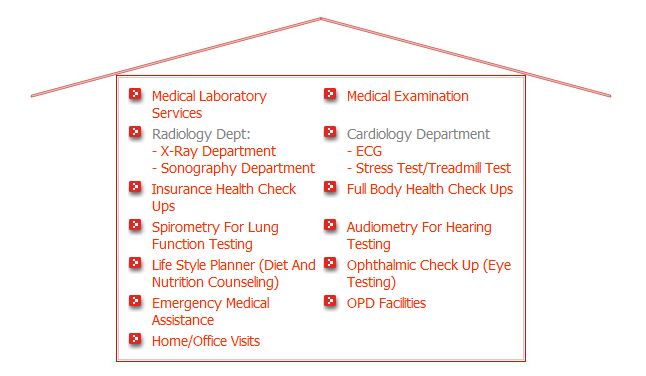 Medical Laboratory
Services
Medical Examination
Radiology Dept:
- X-Ray Department
- Sonography Department
Cardiology Department
- ECG
- Stress Test/Treadmill Test
Insurance Health Check
Ups
Full Body Health Check Ups
Spirometry For Lung
Function Testing
Audiometry For Hearing
Testing
Life Style Planner (Diet And
Nutrition Counseling)
Ophthalmic Check Up (Eye
Testing)
Emergency Medical
Assistance
OPD Facilities
Home/Office Visits